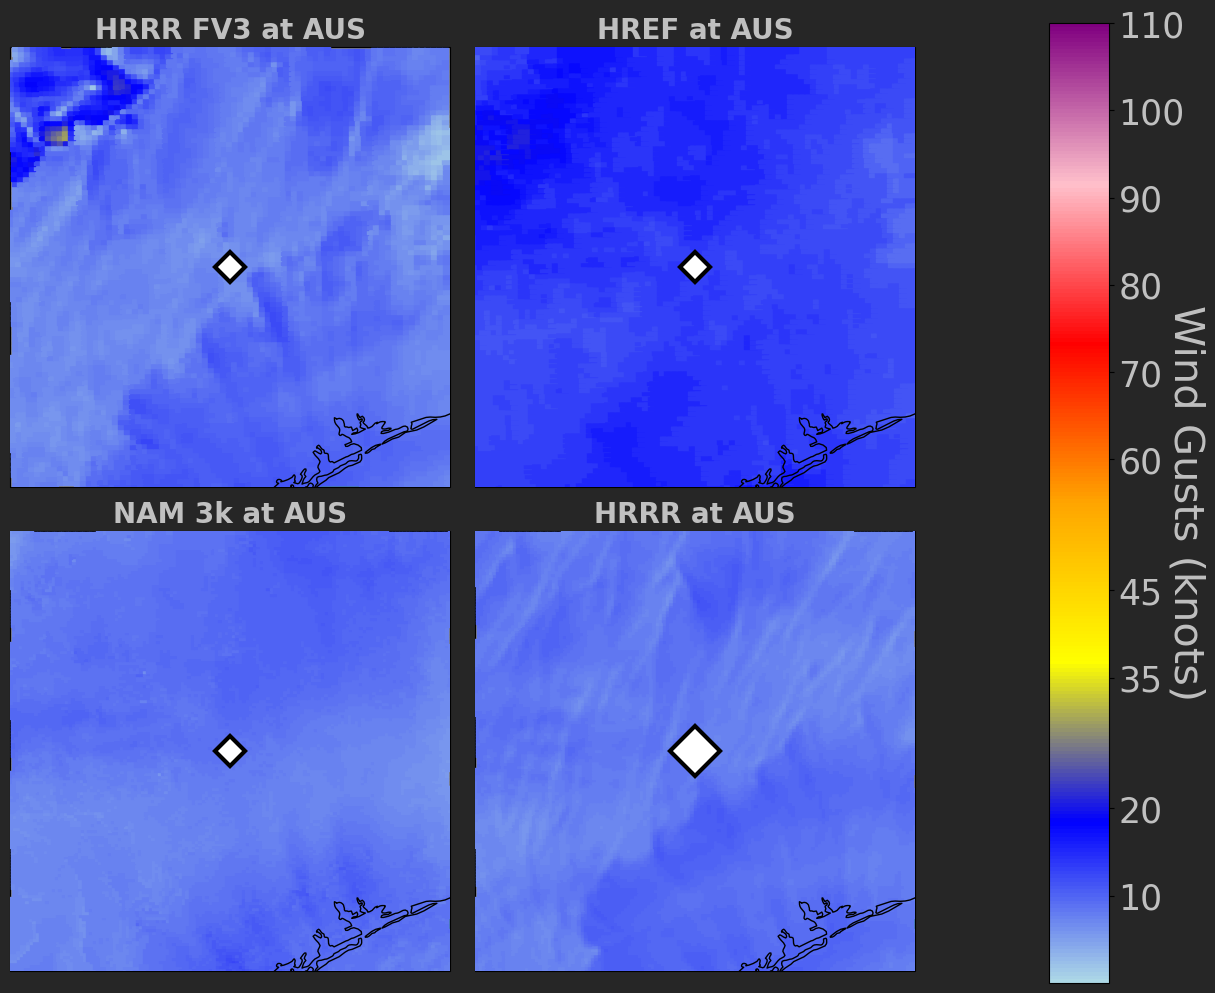 HRRR FV3 at AUS
HREF at AUS
NAM 3k at AUS
HRRR at AUS
110
100
90
80
70
60
45
35
20
10
Wind Gusts (knots)